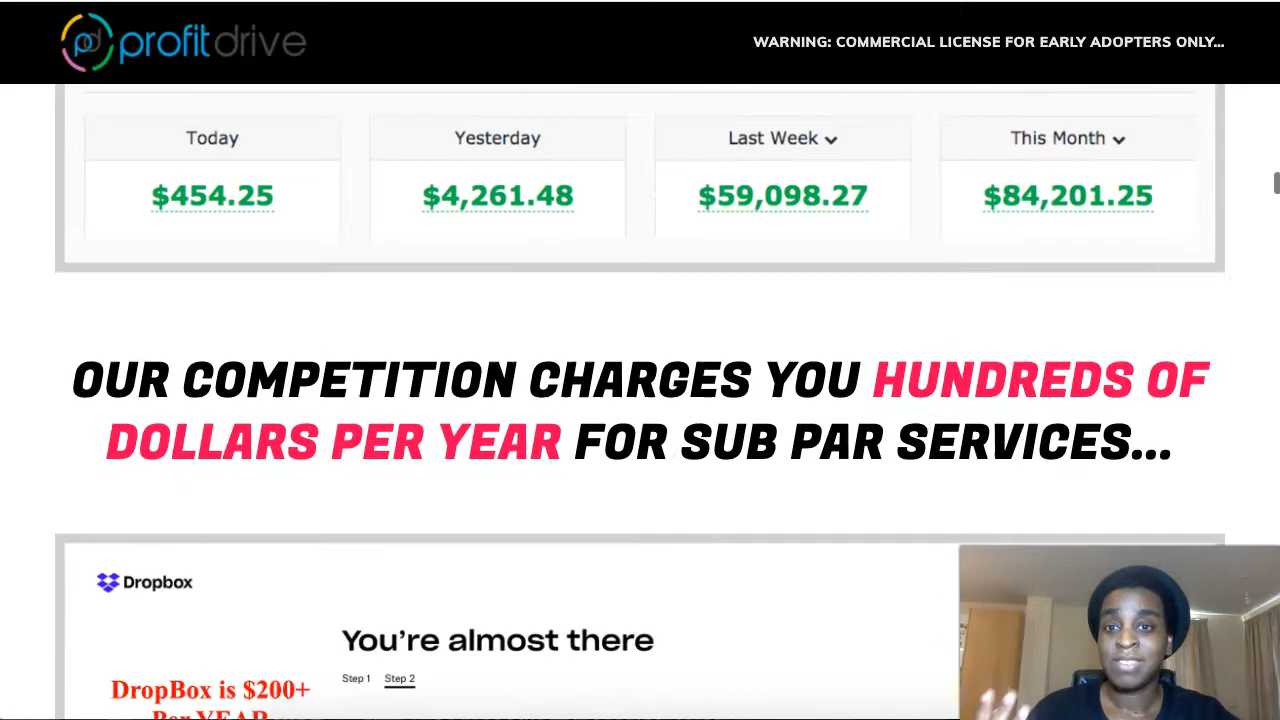 profitdrive
WARNING: COMMERCIAL LICENSE FOR EARLY ADOPTERS ONLY...
Today
Yesterday
Last Week
This Month
$454.25
$4,261.48
$59,098.27
$84,201.25
OUR COMPETITION CHARGES YOU HUNDREDS OF
DOLLARS PER YEAR FOR SUB PAR SERVICES...
Dropbox
You're almost there
Step 1
Step 2
DropBox is $200+
Per YEAR